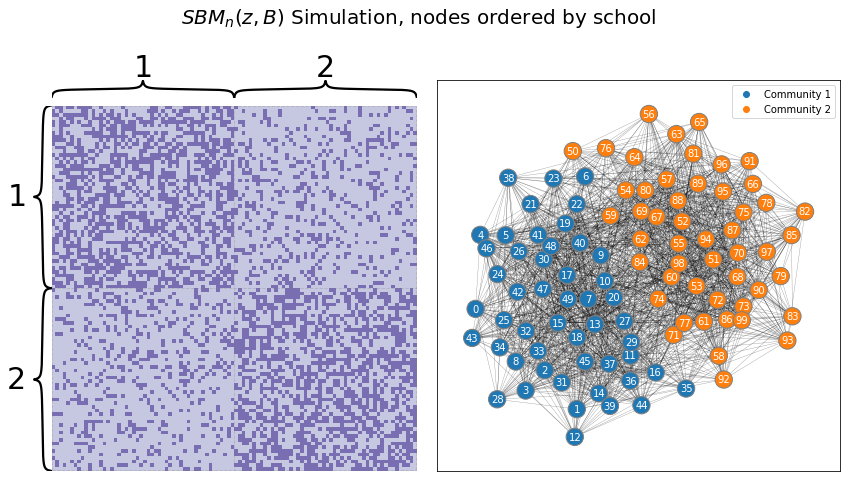 SBMₙ(z, B) Simulation, nodes ordered by school
1 2
1
2
Community 1
Community 2
56
65
63
50 76 64 81
96 91
38 23 6 57 89 66
54 80 95
21 22 88 78
59 69 67 75 82
19 52
4 5 41 40 62 94 87 85
46 26 48 55
30 9 84 98 51 70 97
24 17 10 60 68 79
42 47 53 90
49 7 20 74 72
0 73 83
25 15 13 27 77 61 86 99
43 32 18 71 93
34 33 29
8 45 37 11 58
2 31 36 16 92
3 14 35
28 1 39 44
12